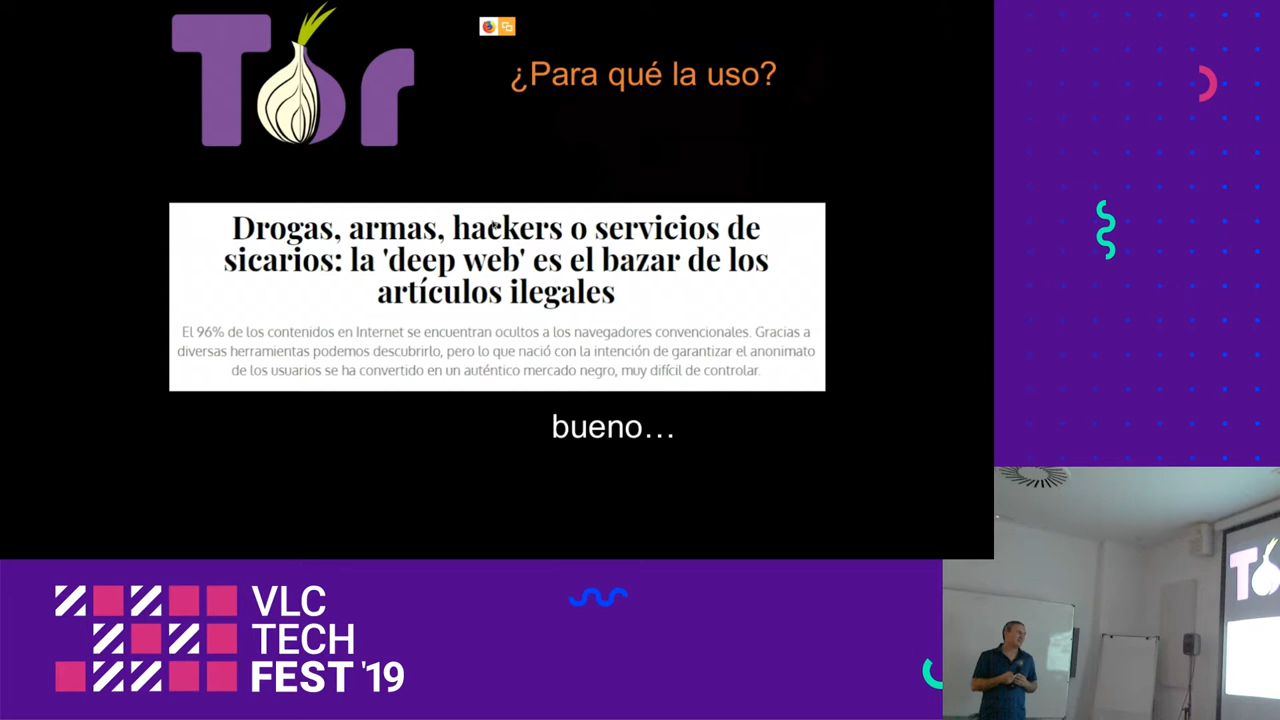 Tor
¿Para qué la uso?
Drogas, armas, hackers o servicios de
sicarios: la 'deep web' es el bazar de los
artículos ilegales
El 96% de los contenidos en Internet se encuentran ocultos a los navegadores convencionales. Gracias a
diversas herramientas podemos descubrirlo, pero lo que nació con la intención de garantizar el anonimato
de los usuarios se ha convertido en un auténtico mercado negro, muy difícil de controlar.
bueno…
VLC
TECH
FEST '19
To